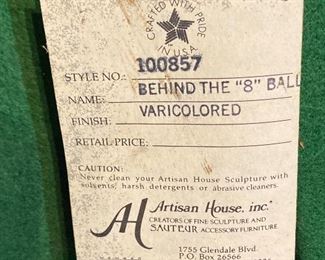 CRAFTED WITH PRIDE
IN U.S.A.
STYLE NO.: 100857
NAME: BEHIND THE "8" BALL
FINISH: VARICOLORED
RETAIL PRICE:
CAUTION:
Never clean your Artisan House Sculpture with
solvents, harsh detergents or abrasive cleaners.
AH Artisan House, inc.
CREATORS OF FINE SCULPTURE AND
SAUTEUR ACCESSORY FURNITURE
1755 Glendale Blvd.
P.O. Box 26566